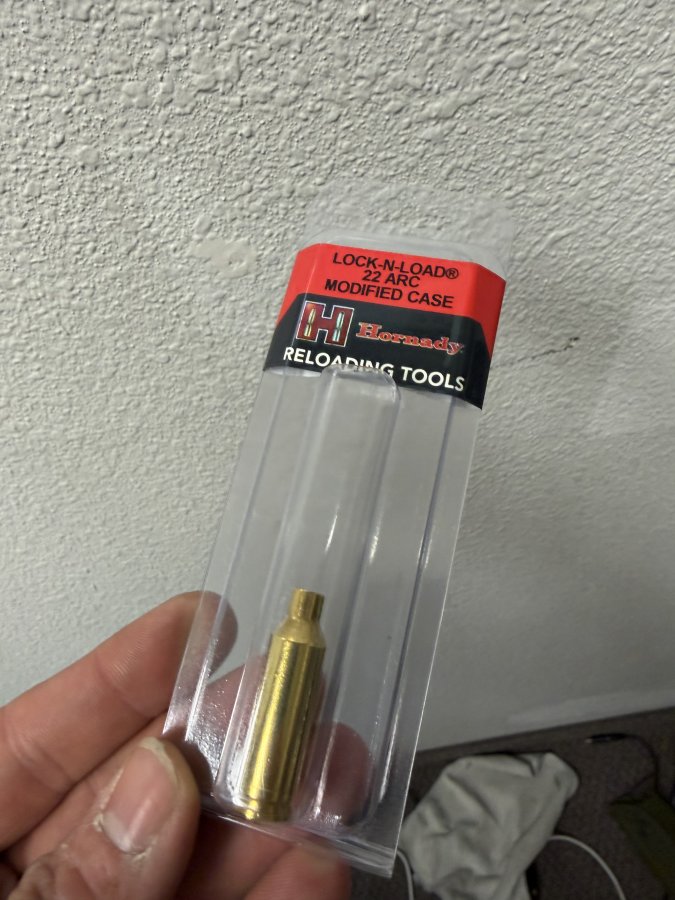 LOCK-N-LOAD®
22 ARC
MODIFIED CASE
H Hornady
RELOADING TOOLS